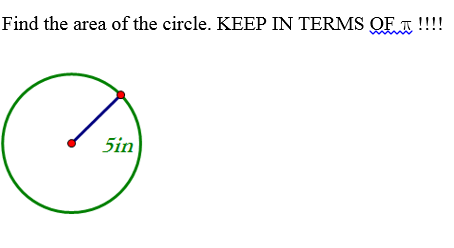 Find the area of the circle. KEEP IN TERMS OF π !!!!
5in